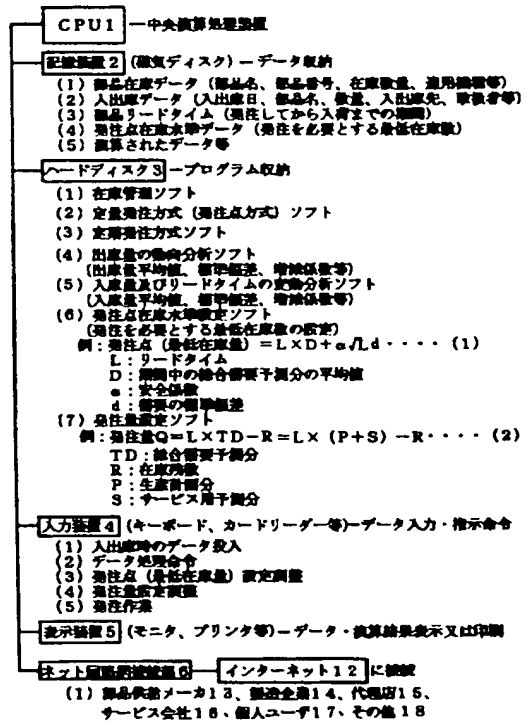 CPU1 ―中央演算処理装置
記憶装置2 (磁気ディスク)―データ収納
(1) 部品在庫データ (部品名、部品番号、在庫数量、適用機種等)
(2) 入出庫データ (入出庫日、部品名、数量、入出庫先、取扱者等)
(3) 部品リードタイム (発注してから入荷までの期間)
(4) 発注点在庫水準データ (発注を必要とする最低在庫数)
(5) 演算されたデータ等
ハードディスク3 ―プログラム収納
(1) 在庫管理ソフト
(2) 定量発注方式 (発注点方式) ソフト
(3) 定期発注方式ソフト
(4) 出庫量の動向分析ソフト
(出庫量平均値、標準偏差、増減係数等)
(5) 入庫量及びリードタイムの変動分析ソフト
(入庫量平均値、標準偏差、増減係数等)
(6) 発注点在庫水準設定ソフト
(発注を必要とする最低在庫数の設定)
例:発注点 (最低在庫量) =L×D+α√Ld・・・・ (1)
L:リードタイム
D:期間中の総合需要予測分の平均値
α:安全係数
d:需要の標準偏差
(7) 発注量設定ソフト
例:発注量Q=L×TD-R=L× (P+S) -R・・・・ (2)
TD:総合需要予測分
R:在庫残数
P:生産計画分
S:サービス用予測分
入力装置4 (キーボード、カードリーダー等)―データ入力・指示命令
(1) 入出庫時のデータ投入
(2) データ処理命令
(3) 発注点 (最低在庫量) 設定調整
(4) 発注量設定調整
(5) 発注作業
表示装置5 (モニタ、プリンタ等)―データ・演算結果表示又は印刷
ネット回路網接続部6 ― インターネット12 に接続
(1) 部品供給メーカ13、製造企業14、代理店15、
サービス会社16、個人ユーザ17、その他18